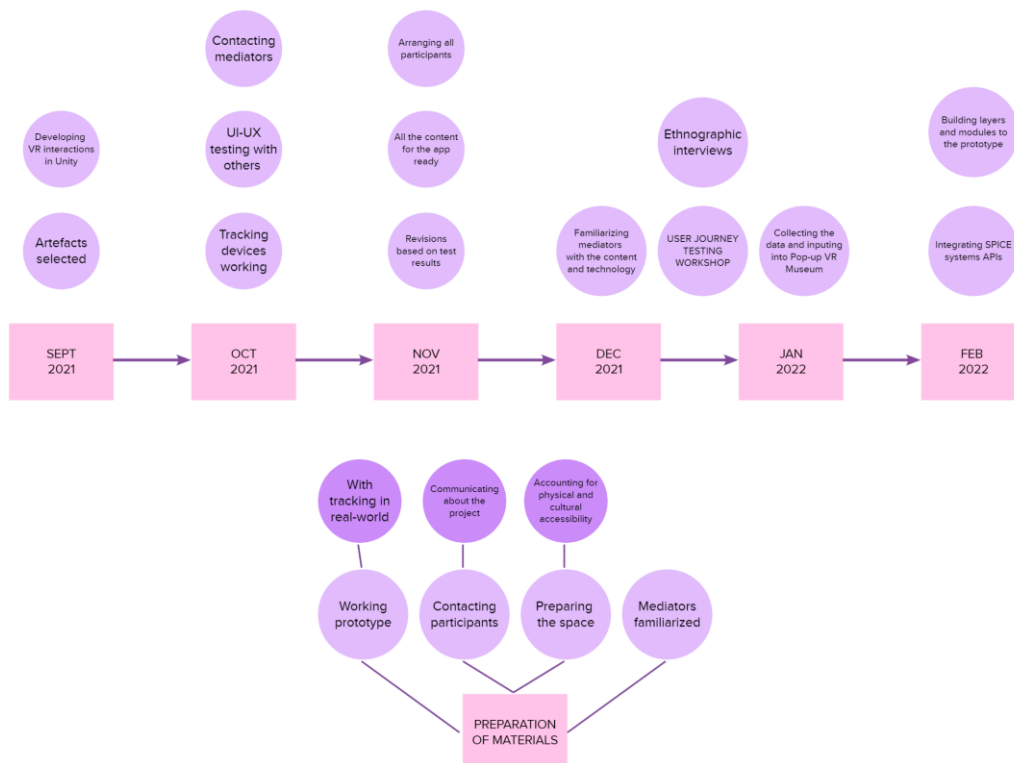 Contacting
mediators
Arranging all
participants
Developing
VR interactions
in Unity
UI-UX
testing with
others
All the content
for the app
ready
Ethnographic
interviews
Building layers
and modules to
the prototype
Artefacts
selected
Tracking
devices
working
Revisions
based on test
results
Familiarizing
mediators
with the content
and technology
USER JOURNEY
TESTING
WORKSHOP
Collecting the
data and inputing
into Pop-up VR
Museum
Integrating SPICE
systems APIs
SEPT
2021
OCT
2021
NOV
2021
DEC
2021
JAN
2022
FEB
2022
With
tracking in
real-world
Communicating
about the
project
Accounting for
physical and
cultural
accessibility
Working
prototype
Contacting
participants
Preparing
the space
Mediators
familiarized
PREPARATION
OF MATERIALS